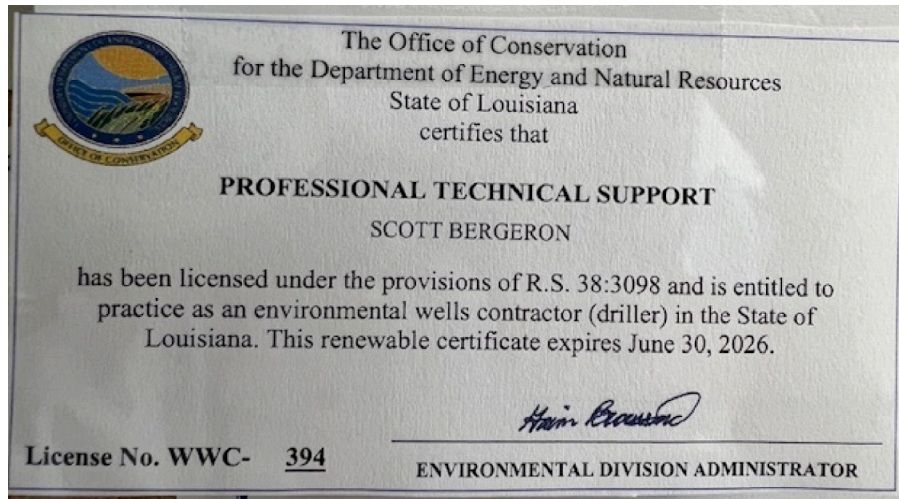 The Office of Conservation
for the Department of Energy and Natural Resources
State of Louisiana
certifies that
OFFICE OF CONSERVATION
PROFESSIONAL TECHNICAL SUPPORT
SCOTT BERGERON
has been licensed under the provisions of R.S. 38:3098 and is entitled to
practice as an environmental wells contractor (driller) in the State of
Louisiana. This renewable certificate expires June 30, 2026.
License No. WWC- 394
ENVIRONMENTAL DIVISION ADMINISTRATOR